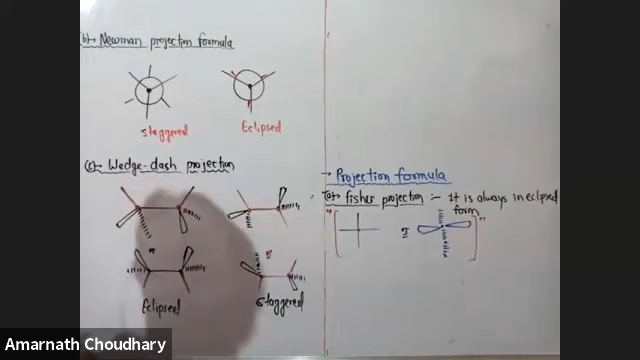 (b)→ Newman projection formula
Staggered
Eclipsed
(c)→ Wedge-dash projection
Eclipsed
Staggered
→ Projection formula
(a)→ fisher projection :- It is always in eclipsed
form
Amarnath Choudhary